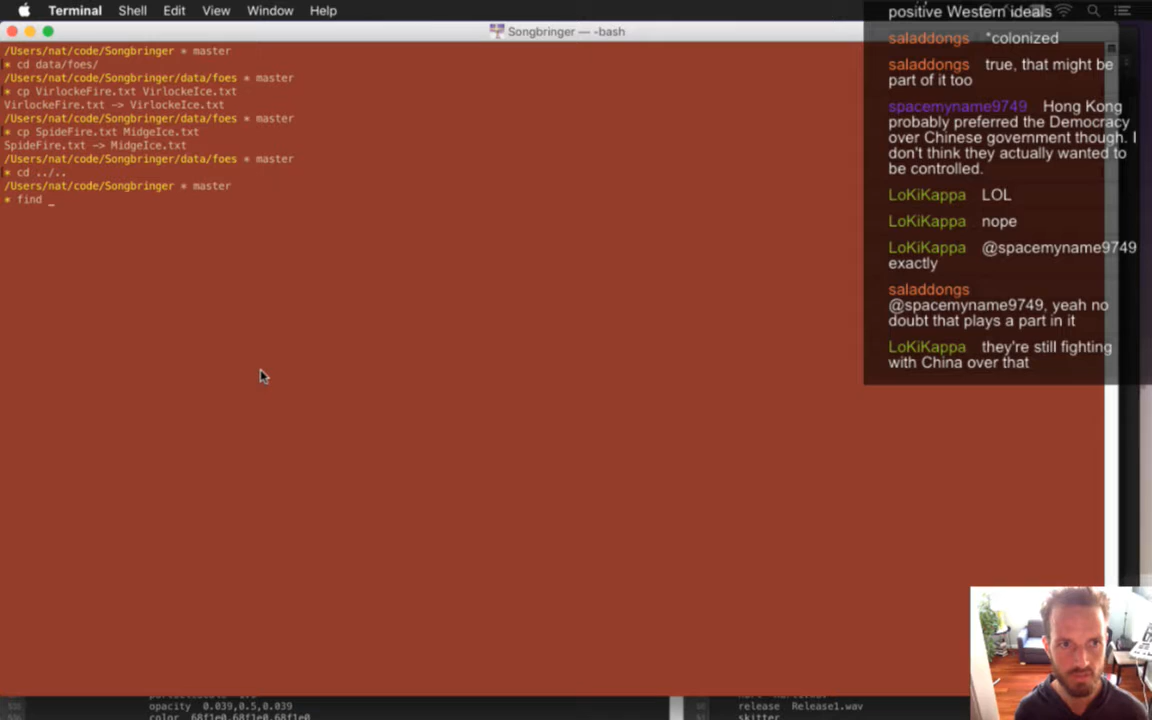 Terminal Shell Edit View Window Help
Songbringer — -bash
/Users/nat/code/Songbringer * master
* cd data/foes/
/Users/nat/code/Songbringer/data/foes * master
* cp VirlockeFire.txt VirlockeIce.txt
VirlockeFire.txt -> VirlockeIce.txt
/Users/nat/code/Songbringer/data/foes * master
* cp SpideFire.txt MidgeIce.txt
SpideFire.txt -> MidgeIce.txt
/Users/nat/code/Songbringer/data/foes * master
* cd ../..
/Users/nat/code/Songbringer * master
* find _
positive Western ideals
saladdongs *colonized
saladdongs true, that might be
part of it too
spacemyname9749 Hong Kong
probably preferred the Democracy
over Chinese government though. I
don't think they actually wanted to
be controlled.
LoKiKappa LOL
LoKiKappa nope
LoKiKappa @spacemyname9749
exactly
saladdongs
@spacemyname9749, yeah no
doubt that plays a part in it
LoKiKappa they're still fighting
with China over that
opacity 0.039,0.5,0.039
color 68f1e0,68f1e0,68f1e0
release Release1.wav
skitter